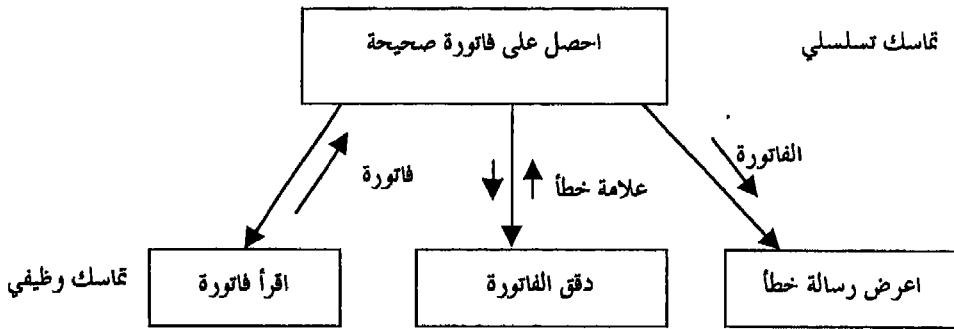 احصل على فاتورة صحيحة
تماسك تسلسلي
الفاتورة
فاتورة
علامة خطأ
اعرض رسالة خطأ
دقق الفاتورة
اقرأ فاتورة
تماسك وظيفي